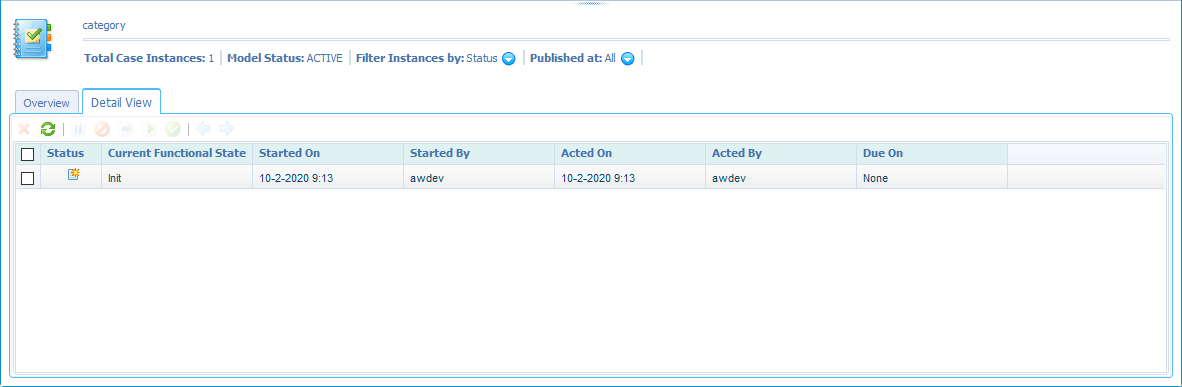 category
Total Case Instances: 1 Model Status: ACTIVE Filter Instances by: Status Published at: All
Overview Detail View
Status Current Functional State Started On Started By Acted On Acted By Due On
Init 10-2-2020 9:13 awdev 10-2-2020 9:13 awdev None